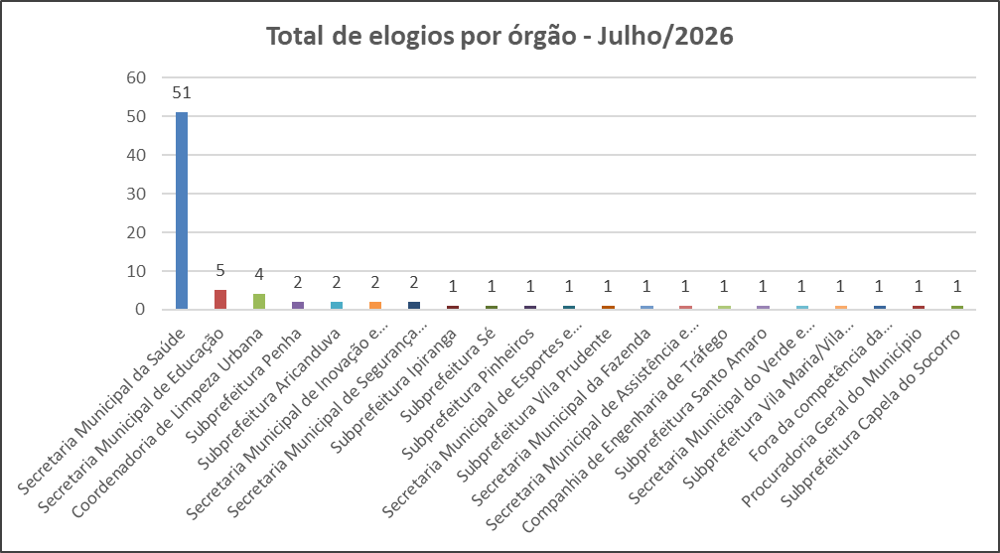 Total de elogios por órgão - Julho/2026
60
50
40
30
20
10
0
51
5
4
2
2
2
2
1
1
1
1
1
1
1
1
1
1
1
1
1
1
Secretaria Municipal da Saúde
Secretaria Municipal de Educação
Coordenadoria de Limpeza Urbana
Subprefeitura Penha
Subprefeitura Aricanduva
Secretaria Municipal de Inovação e...
Secretaria Municipal de Segurança...
Subprefeitura Ipiranga
Subprefeitura Sé
Subprefeitura Pinheiros
Secretaria Municipal de Esportes e...
Subprefeitura Vila Prudente
Secretaria Municipal da Fazenda
Secretaria Municipal de Assistência e...
Companhia de Engenharia de Tráfego
Subprefeitura Santo Amaro
Secretaria Municipal do Verde e...
Subprefeitura Vila Maria/Vila...
Fora da competência da...
Procuradoria Geral do Município
Subprefeitura Capela do Socorro